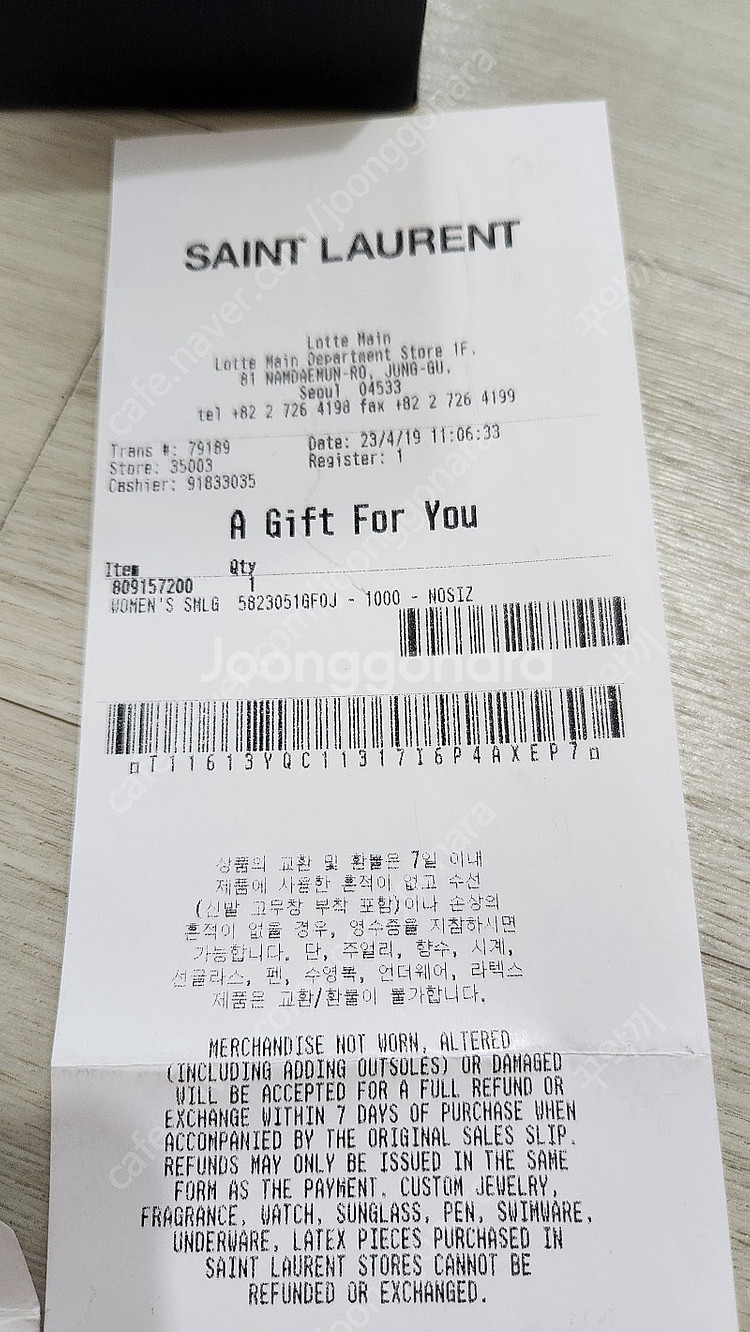 SAINT LAURENT
Lotte Main
Lotte Main Department Store 1F.
81 NAMDAEMUN-RO, JUNG-GU,
Seoul 04533
tel +82 2 726 4198 fax +82 2 726 4199
Trans #: 79189 Date: 23/4/19 11:06:33
Store: 35003 Register: 1
Cashier: 91833035
A Gift For You
Item Qty
809157200 1
WOMEN'S SMLG 5823051GF0J - 1000 - NOSIZ
Joonggonara
T11613YQC11317I6P4AXEP7
상품의 교환 및 환불은 7일 이내
제품에 사용한 흔적이 없고 수선
(신발 고무창 부착 포함)이나 손상의
흔적이 없을 경우, 영수증을 지참하시면
가능합니다. 단, 주얼리, 향수, 시계,
선글라스, 펜, 수영복, 언더웨어, 라텍스
제품은 교환/환불이 불가합니다.
MERCHANDISE NOT WORN, ALTERED
(INCLUDING ADDING OUTSOLES) OR DAMAGED
WILL BE ACCEPTED FOR A FULL REFUND OR
EXCHANGE WITHIN 7 DAYS OF PURCHASE WHEN
ACCOMPANIED BY THE ORIGINAL SALES SLIP.
REFUNDS MAY ONLY BE ISSUED IN THE SAME
FORM AS THE PAYMENT. CUSTOM JEWELRY,
FRAGRANCE, WATCH, SUNGLASS, PEN, SWIMWARE,
UNDERWARE, LATEX PIECES PURCHASED IN
SAINT LAURENT STORES CANNOT BE
REFUNDED OR EXCHANGED.
cafe.naver.com/joonggonara